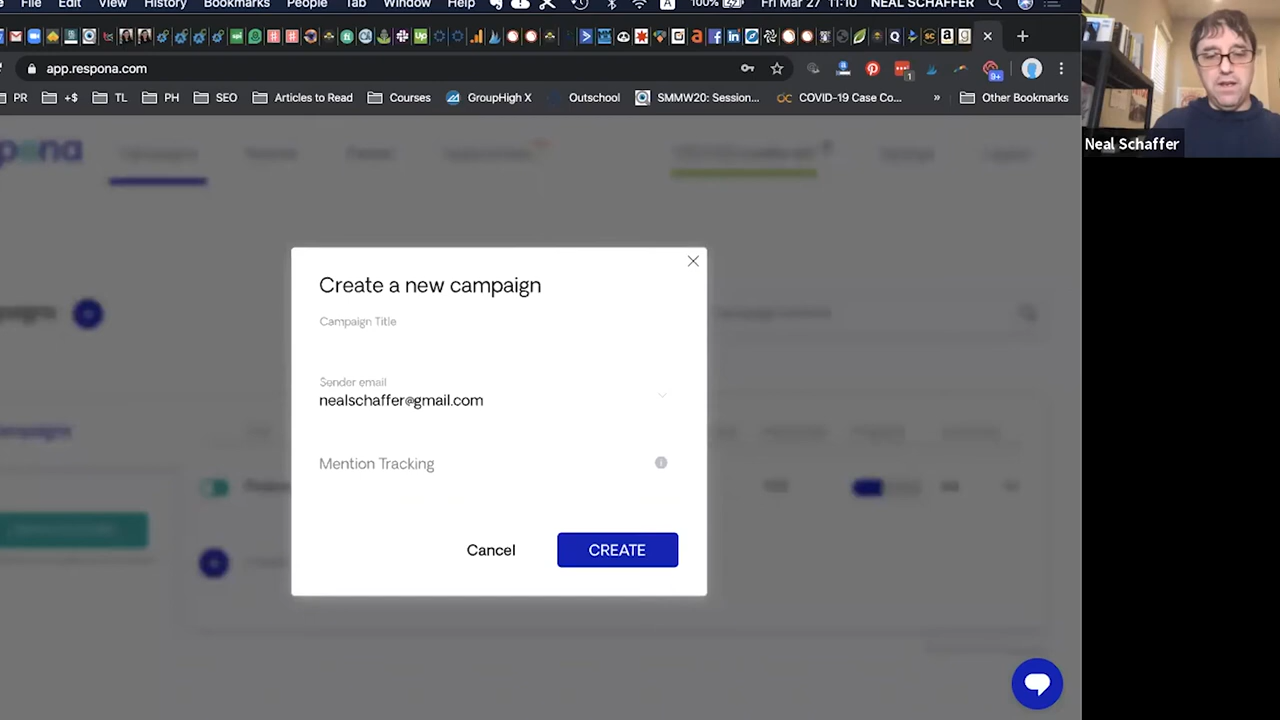 File Edit View History Bookmarks People Tab Window Help 100% Fri Mar 27 11:10 NEAL SCHAFFER
app.respona.com
PR +$ TL PH SEO Articles to Read Courses GroupHigh X Outschool SMMW20: Session... COVID-19 Case Co... » Other Bookmarks
Neal Schaffer
Create a new campaign
Campaign Title
Sender email
nealschaffer@gmail.com
Mention Tracking
Cancel CREATE